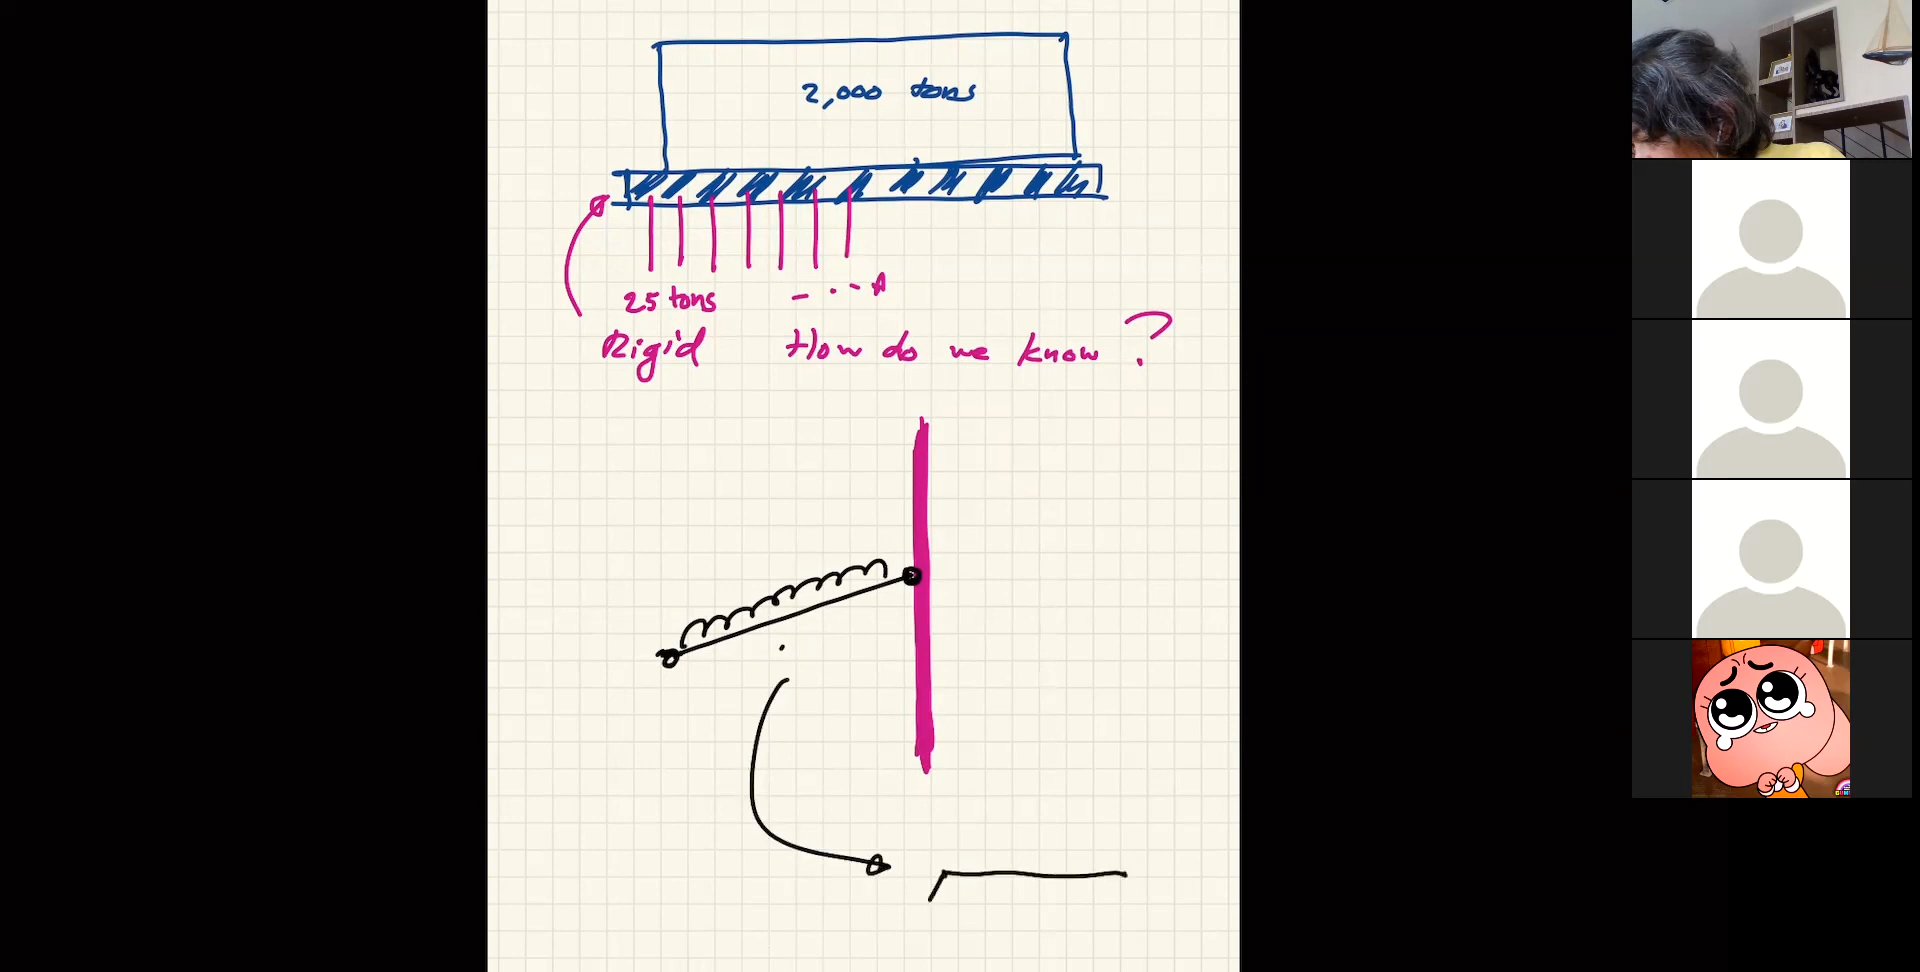 2,000 tons
25 tons
Rigid How do we know ?